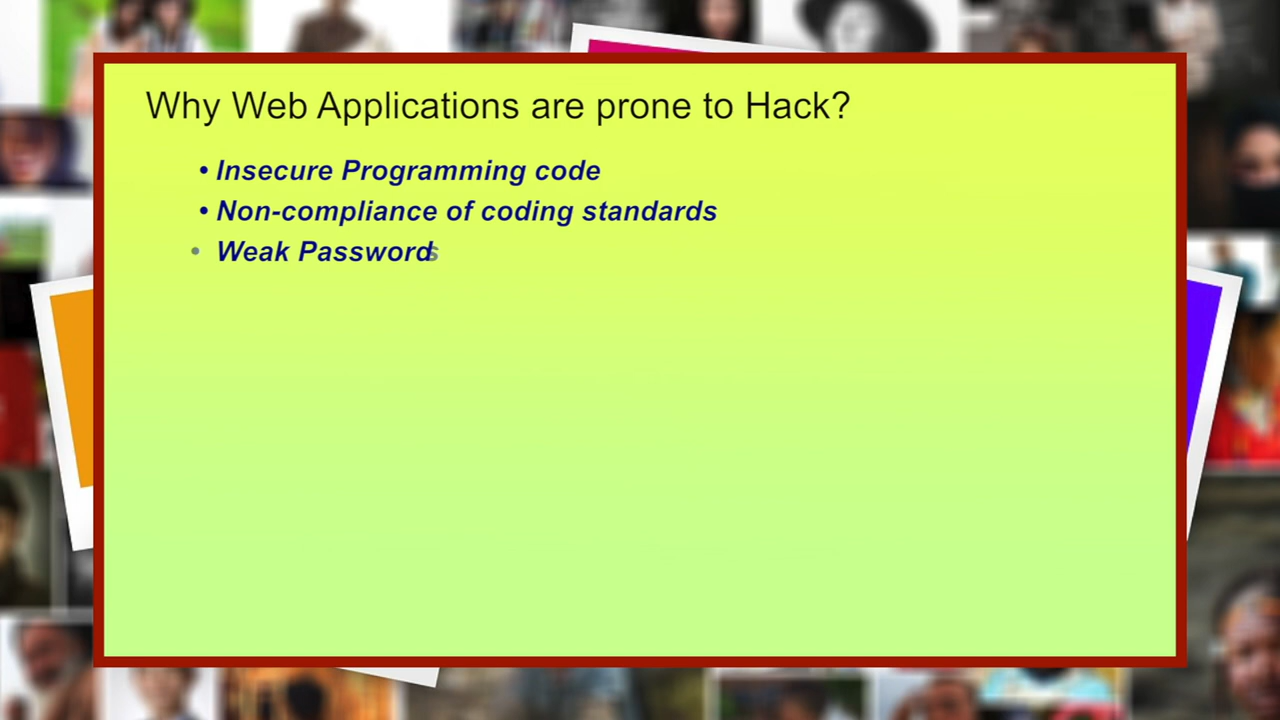 Why Web Applications are prone to Hack?
• Insecure Programming code
• Non-compliance of coding standards
• Weak Passwords